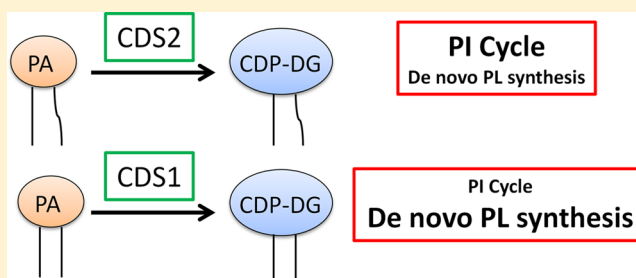 CDS2
PA
CDP-DG
PI Cycle
De novo PL synthesis
CDS1
PA
CDP-DG
PI Cycle
De novo PL synthesis